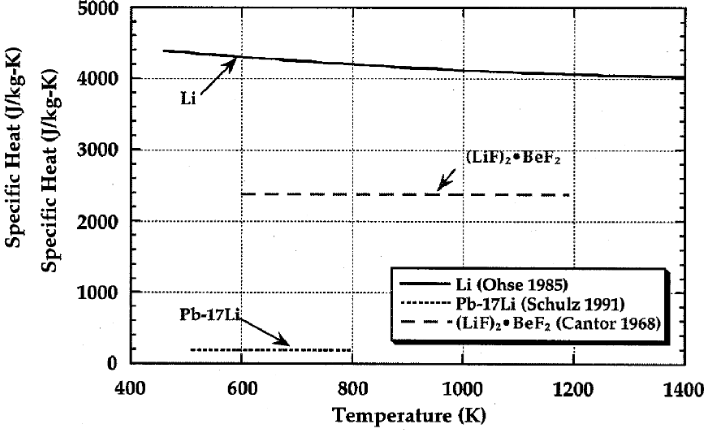 5000
4000
3000
2000
1000
0
Specific Heat (J/kg-K)
Specific Heat (J/kg-K)
Li
(LiF)₂•BeF₂
Pb-17Li
Li (Ohse 1985)
Pb-17Li (Schulz 1991)
(LiF)₂•BeF₂ (Cantor 1968)
400 600 800 1000 1200 1400
Temperature (K)